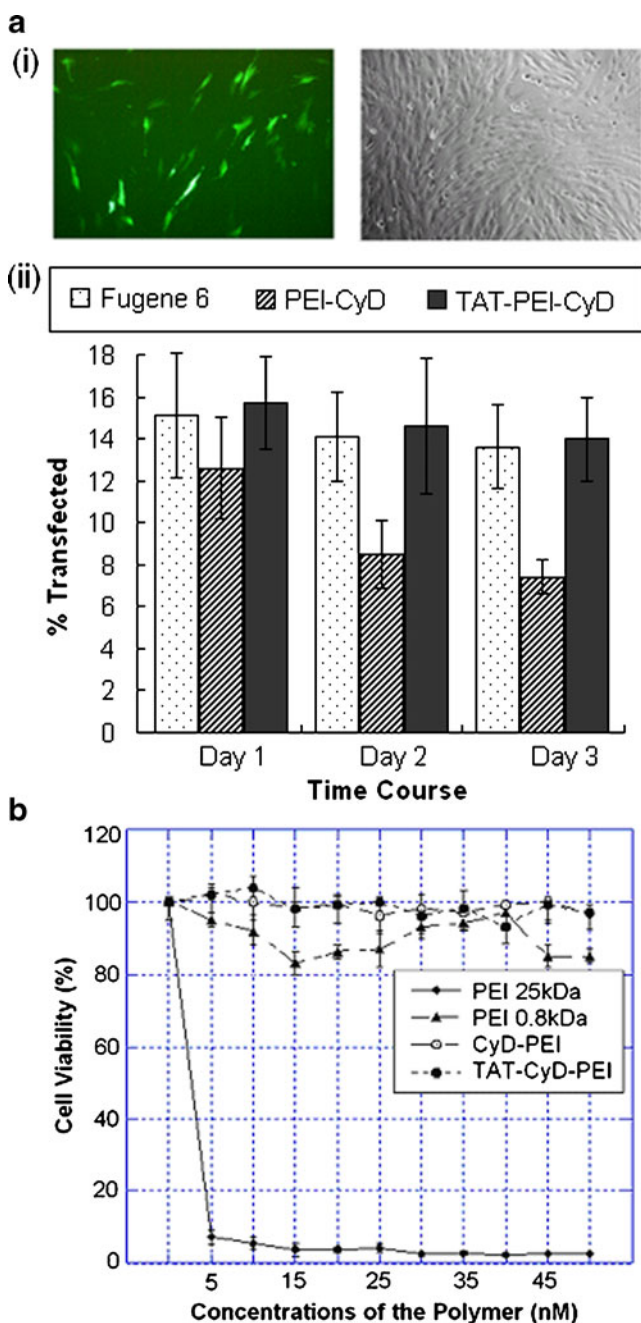 a
(i)
(ii)
Fugene 6 PEI-CyD TAT-PEI-CyD
18
16
14
12
10
8
6
4
2
0
% Transfected
Day 1 Day 2 Day 3
Time Course
b
120
100
80
60
40
20
0
Cell Viability (%)
PEI 25kDa
PEI 0.8kDa
CyD-PEI
TAT-CyD-PEI
5 15 25 35 45
Concentrations of the Polymer (nM)